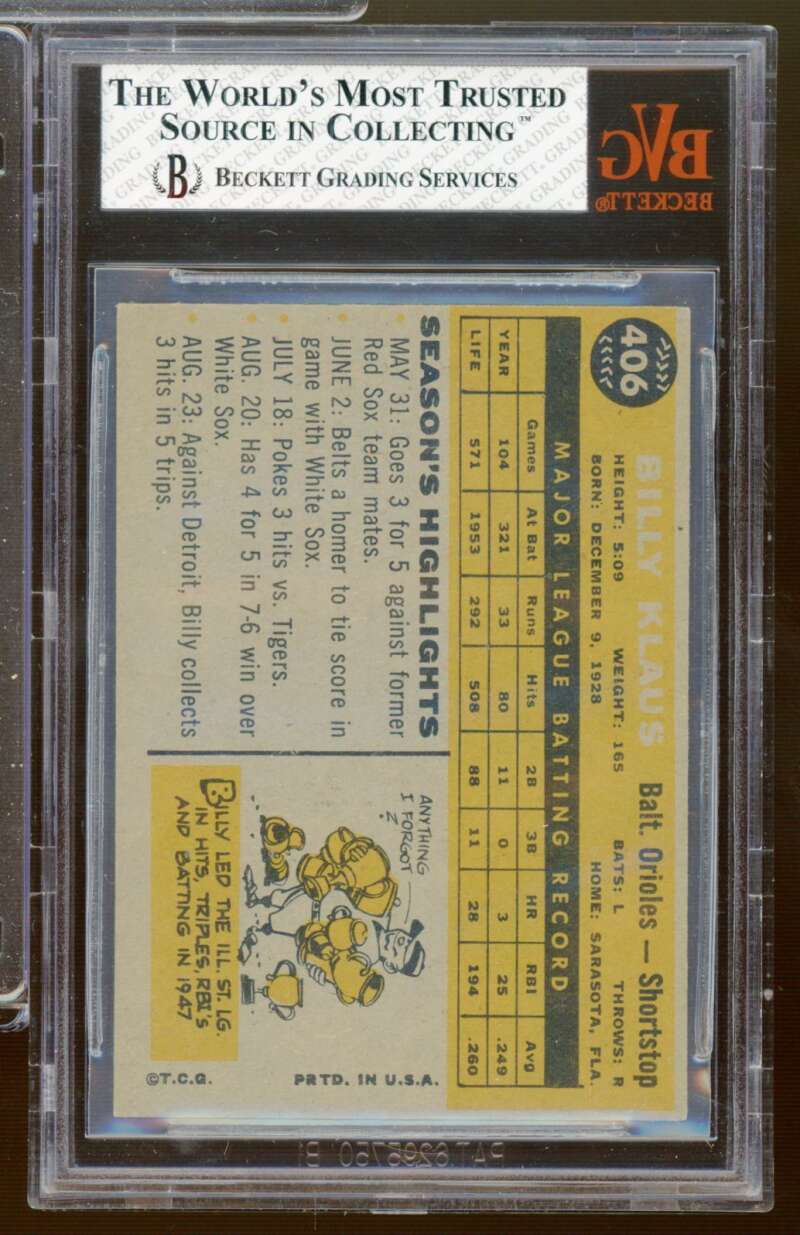 THE WORLD'S MOST TRUSTED
SOURCE IN COLLECTING™
B BECKETT GRADING SERVICES
BVG
BECKETT®
406
BILLY KLAUS Balt. Orioles — Shortstop
HEIGHT: 5:09 WEIGHT: 165 BATS: L THROWS: R
BORN: DECEMBER 9, 1928 HOME: SARASOTA, FLA.
MAJOR LEAGUE BATTING RECORD
Games At Bat Runs Hits 2B 3B HR RBI Avg
YEAR 104 321 33 80 11 0 3 25 .249
LIFE 571 1953 292 508 88 11 28 194 .260
SEASON'S HIGHLIGHTS
• MAY 31: Goes 3 for 5 against former
Red Sox team mates.
• JUNE 2: Belts a homer to tie score in
game with White Sox.
• JULY 18: Pokes 3 hits vs. Tigers.
• AUG. 20: Has 4 for 5 in 7-6 win over
White Sox.
• AUG. 23: Against Detroit, Billy collects
3 hits in 5 trips.
ANYTHING
I FORGOT
?
BILLY LED THE ILL. ST. LG.
IN HITS, TRIPLES, RBI'S
AND BATTING IN 1947
©T.C.G. PRTD. IN U.S.A.